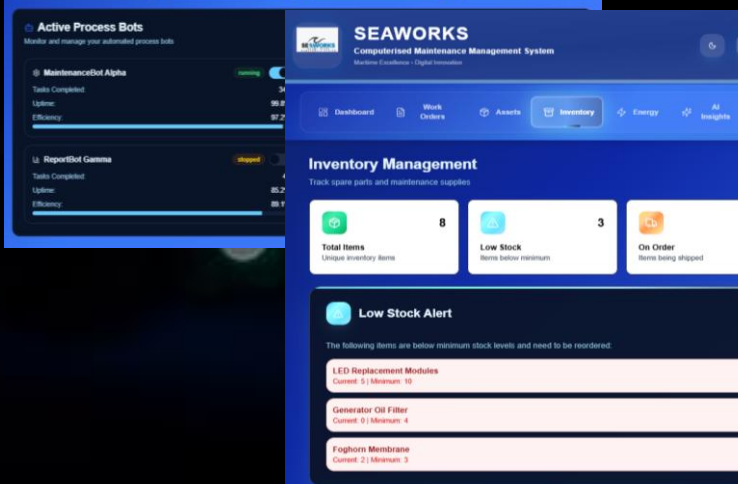 Active Process Bots
Monitor and manage your automated process bots
MaintenanceBot Alpha
running
Tasks Completed
Uptime:
Efficiency:
ReportBot Gamma
stopped
Tasks Completed
Uptime:
Efficiency:
SEAWORKS
SEAWORKS
Computerised Maintenance Management System
Maritime Excellence • Digital Innovation
Dashboard
Work
Orders
Assets
Inventory
Energy
AI
Insights
Inventory Management
Track spare parts and maintenance supplies
8
Total Items
Unique inventory items
3
Low Stock
Items below minimum
On Order
Items being shipped
Low Stock Alert
The following items are below minimum stock levels and need to be reordered:
LED Replacement Modules
Current: 5 | Minimum: 10
Generator Oil Filter
Current: 0 | Minimum: 4
Foghorn Membrane
Current: 2 | Minimum: 3